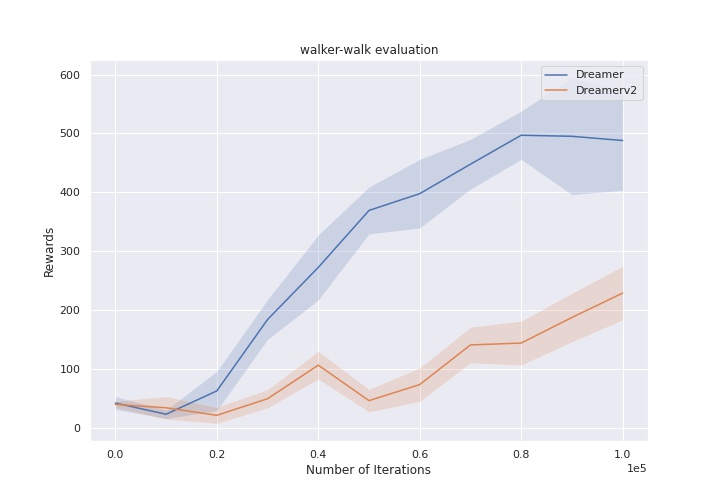 walker-walk evaluation
Dreamer
Dreamerv2
600
500
400
300
200
100
0
Rewards
0.0 0.2 0.4 0.6 0.8 1.0
1e5
Number of Iterations